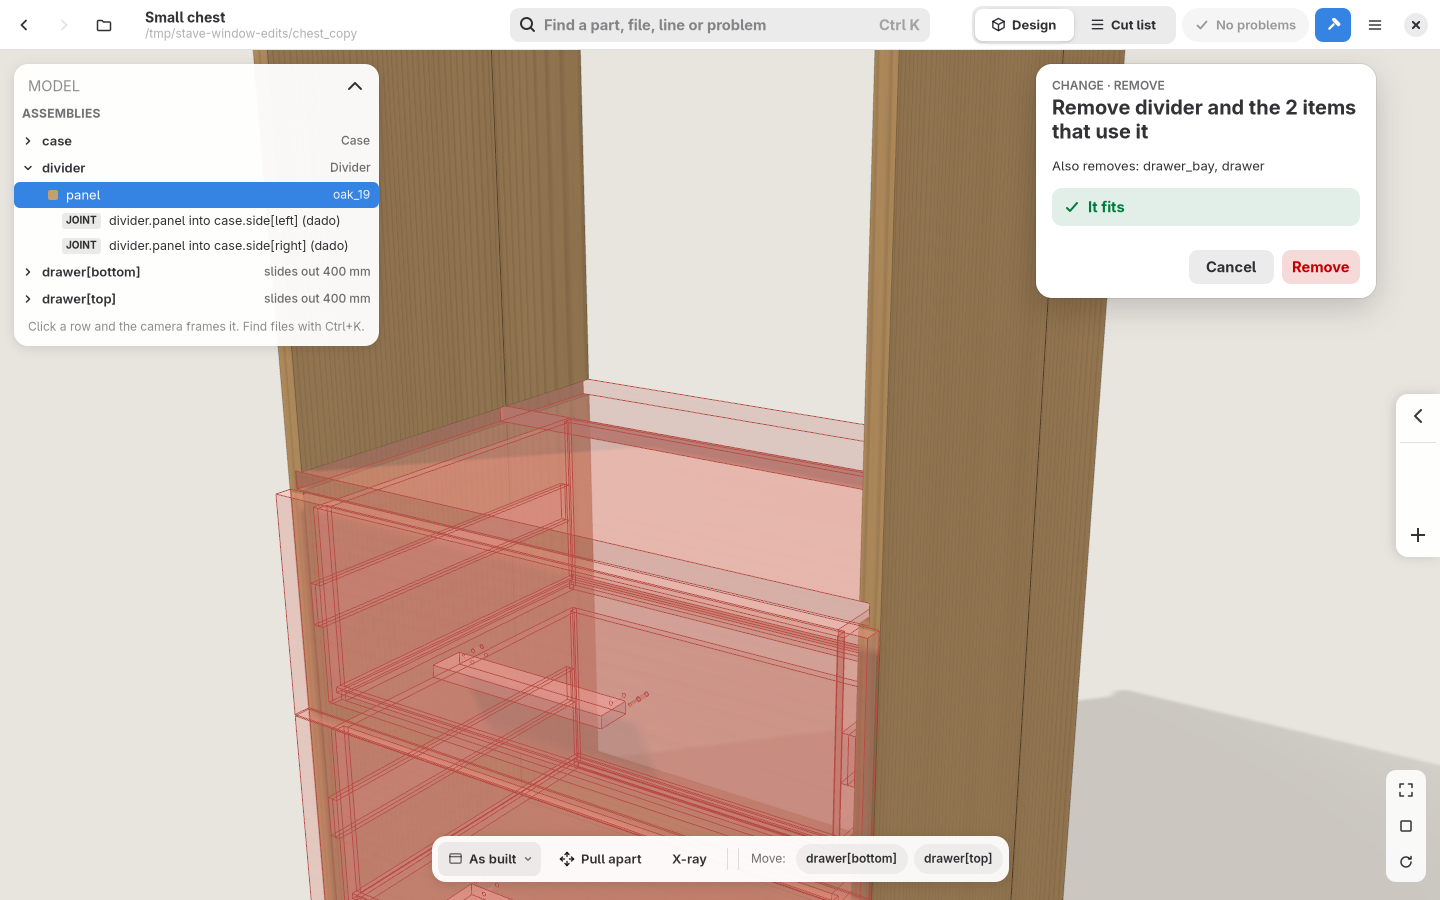 Small chest
/tmp/stave-window-edits/chest_copy
Find a part, file, line or problem
Ctrl K
Design
Cut list
No problems
MODEL
ASSEMBLIES
case
Case
divider
Divider
panel
oak_19
JOINT divider.panel into case.side[left] (dado)
JOINT divider.panel into case.side[right] (dado)
drawer[bottom]
slides out 400 mm
drawer[top]
slides out 400 mm
Click a row and the camera frames it. Find files with Ctrl+K.
CHANGE · REMOVE
Remove divider and the 2 items
that use it
Also removes: drawer_bay, drawer
It fits
Cancel
Remove
As built
Pull apart
X-ray
Move:
drawer[bottom]
drawer[top]